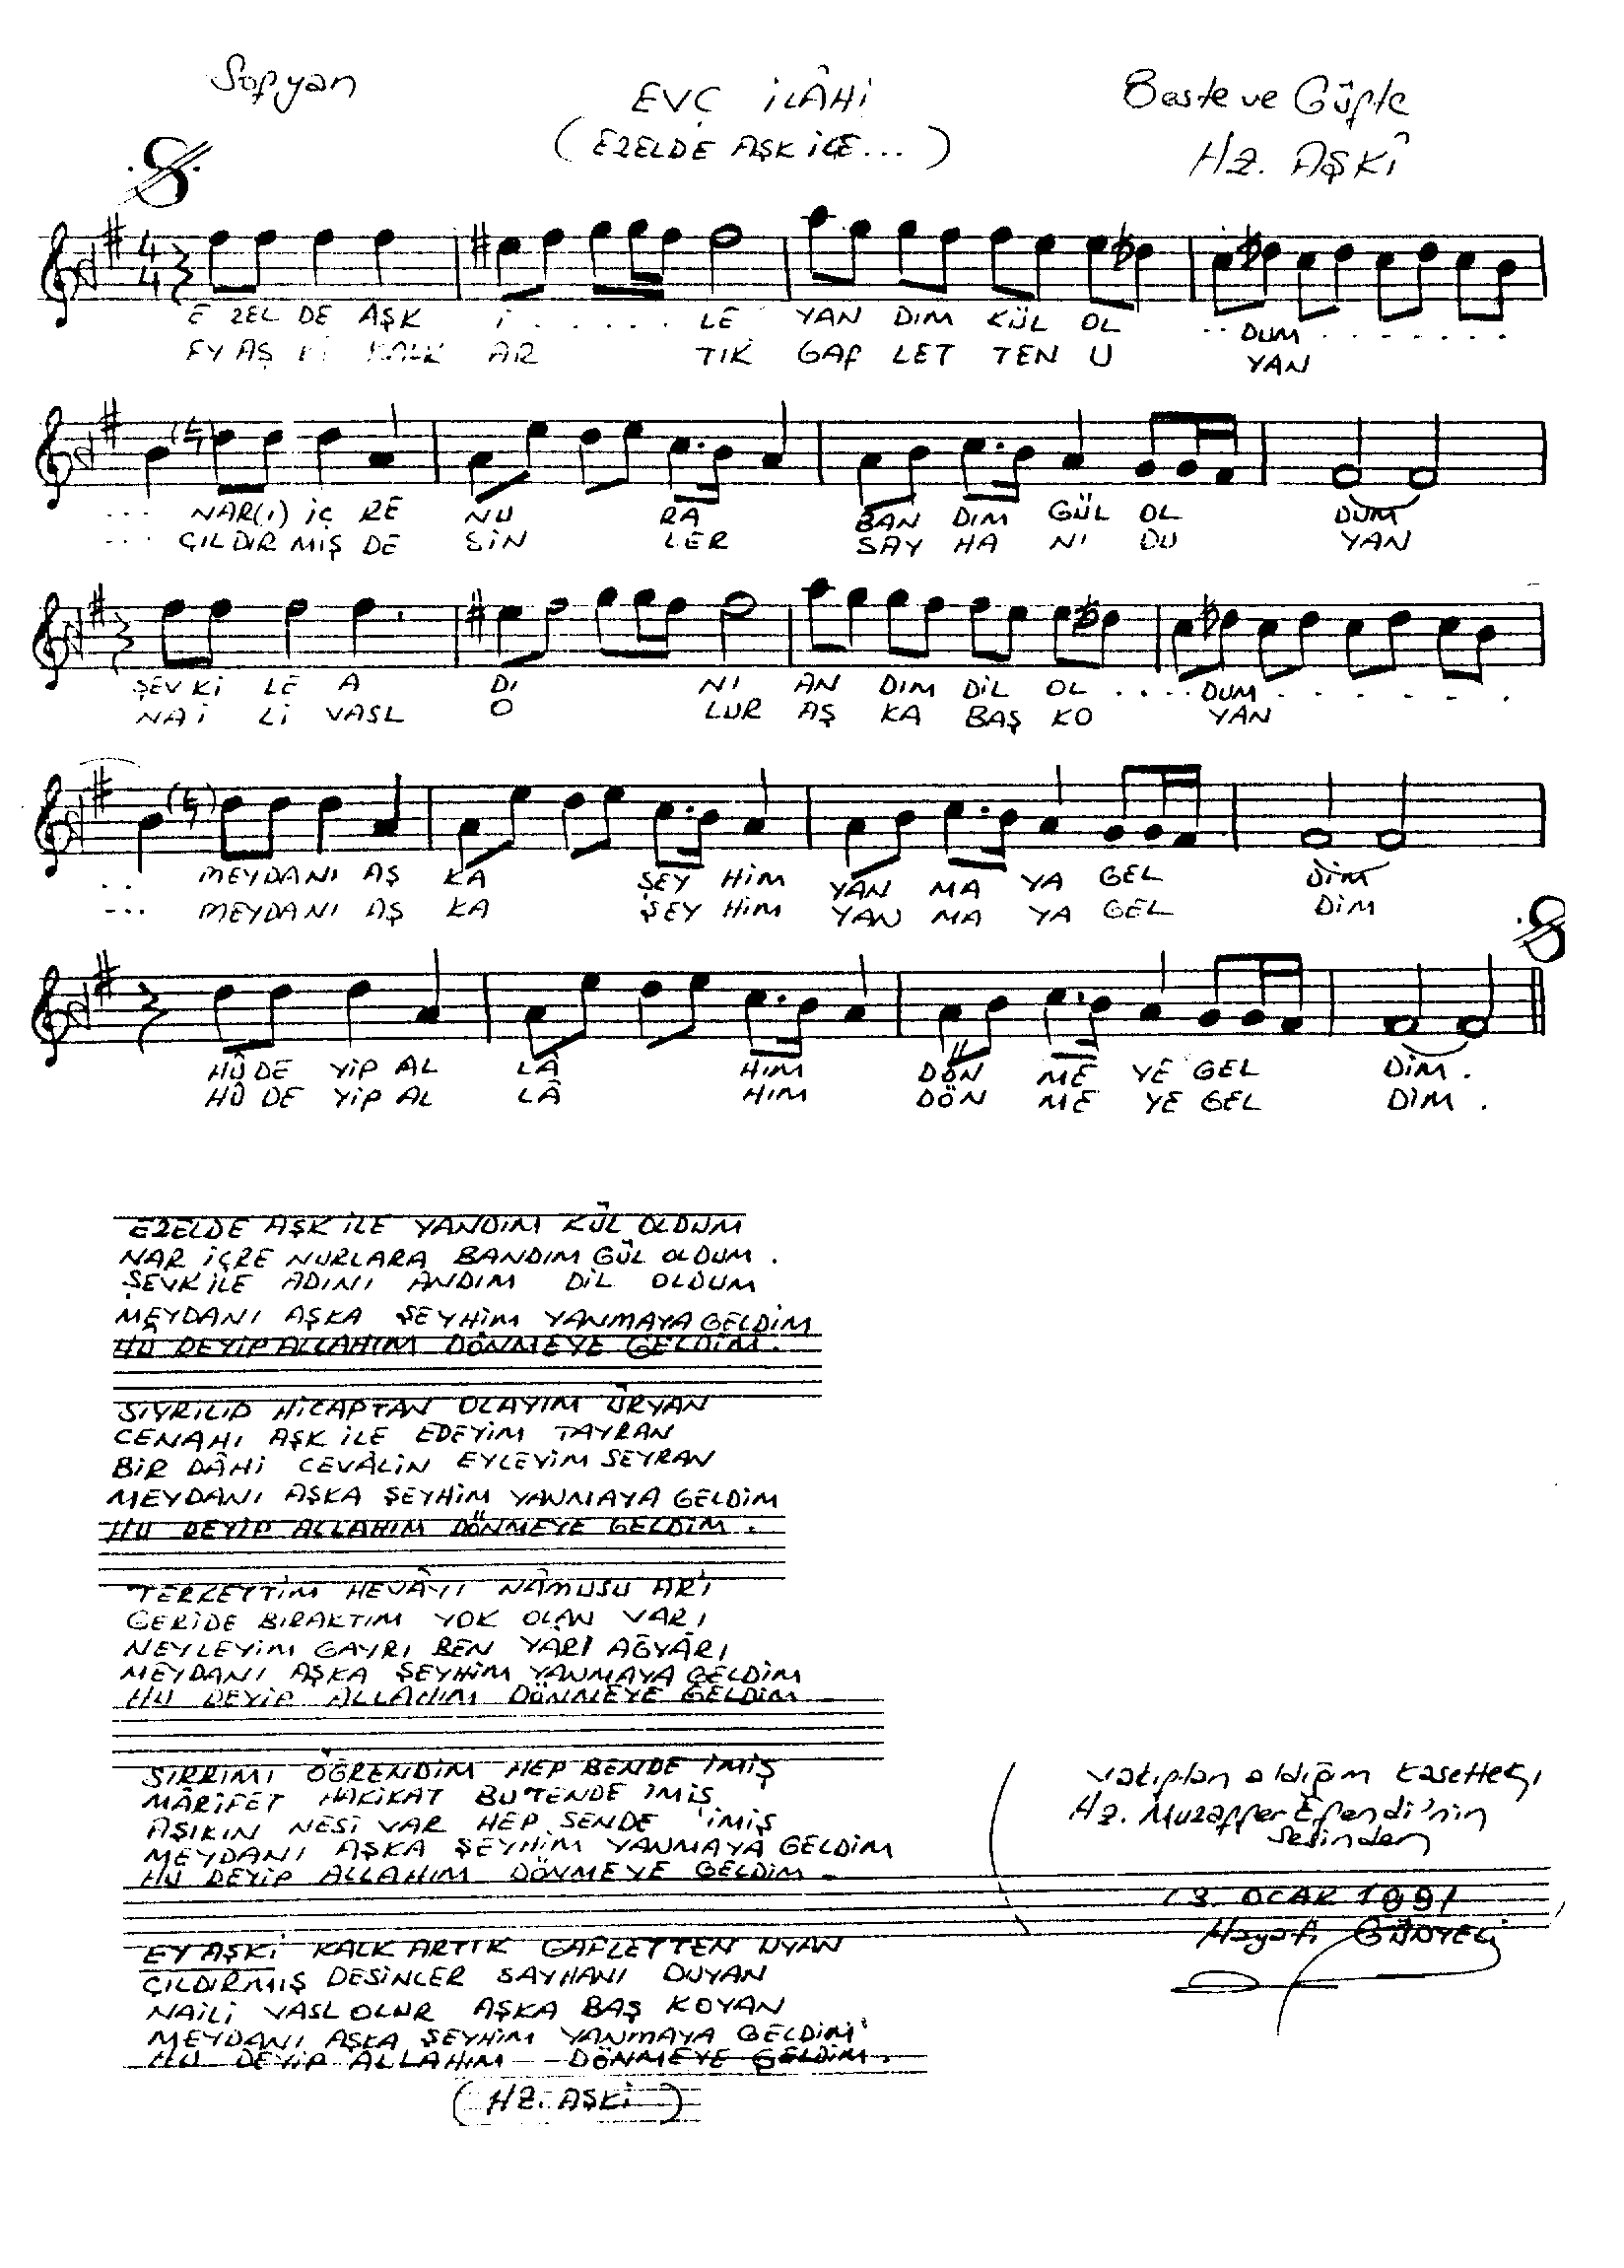 Sofyan
EVÇ İLÂHİ
Beste ve Güfte
(EZELDE AŞK İLE...)
HZ. AŞKÎ
4
4
E ZEL DE AŞK İ . . . . . LE YAN DIM KÜL OL .. DUM . . . . . . .
EY AŞ Kİ KALK AR TIK GAF LET TEN U YAN
... NAR(I) İÇ RE NU RA BAN DIM GÜL OL DUM
... ÇILDIR MIŞ DE SİN LER SAY HA NI DU YAN
ŞEV Kİ LE A DI NI AN DIM DİL OL . . . . DUM . . . . . .
NA İ Lİ VASL O LUR AŞ KA BAŞ KO YAN
.. MEYDANI AŞ KA ŞEY HİM YAN MA YA GEL DİM
... MEYDANI AŞ KA ŞEY HİM YAN MA YA GEL DİM
HÛ DE YİP AL LÂ HIM DÖN ME YE GEL DİM .
HÛ DE YİP AL LÂ HIM DÖN ME YE GEL DİM .
EZELDE AŞK İLE YANDIM KÜL OLDUM
NAR İÇRE NURLARA BANDIM GÜL OLDUM .
ŞEVK İLE ADINI ANDIM DİL OLDUM
MEYDANI AŞKA ŞEYHİM YANMAYA GELDİM
HÛ DEYİP ALLAHIM DÖNMEYE GELDİM .
SIYRILIP HİCAPTAN OLAYIM ÜRYAN
CENAHI AŞK İLE EDEYİM TAYRAN
BİR DÂHİ CEVÂLİN EYLEYİM SEYRAN
MEYDANI AŞKA ŞEYHİM YANMAYA GELDİM
HU DEYİP ALLAHIM DÖNMEYE GELDİM .
TERKETTİM HEVÂYI NÂMUSU ARI
GERİDE BIRAKTIM YOK OLAN VARI
NEYLEYİM GAYRI BEN YARI AĞYÂRI
MEYDANI AŞKA ŞEYHİM YANMAYA GELDİM
HU DEYİP ALLAHIM DÖNMEYE GELDİM
SIRRIMI ÖĞRENDİM HEP BENDE İMİŞ
MÂRİFET HAKİKAT BU TENDE İMİŞ
AŞIKIN NESİ VAR HEP SENDE İMİŞ
MEYDANI AŞKA ŞEYHİM YANMAYA GELDİM
HU DEYİP ALLAHIM DÖNMEYE GELDİM .
Vakıptan aldığım kasetteki
Hz. Muzaffer Efendi'nin
sesinden
OCAK 1991
Hayati
EY AŞKİ KALK ARTIK GAFLETTEN UYAN
ÇILDIRMIŞ DESİNLER SAYHANI DUYAN
NAİLİ VASL OLUR AŞKA BAŞ KOYAN
MEYDANI AŞKA ŞEYHİM YANMAYA GELDİM
HU DEYİP ALLAHIM DÖNMEYE GELDİM .
(HZ. AŞKİ)